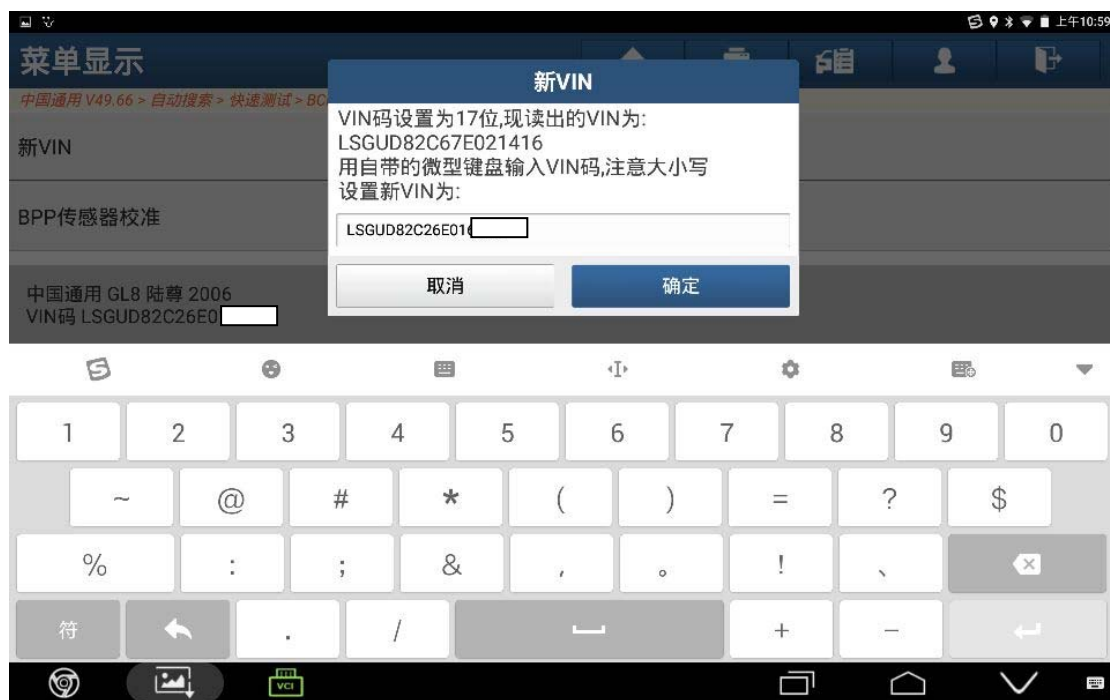 上午10:59
菜单显示
中国通用 V49.66 > 自动搜索 > 快速测试 > BC
新VIN
BPP传感器校准
中国通用 GL8 陆尊 2006
VIN码 LSGUD82C26E0
新VIN
VIN码设置为17位,现读出的VIN为:
LSGUD82C67E021416
用自带的微型键盘输入VIN码,注意大小写
设置新VIN为:
LSGUD82C26E01
取消
确定
1 2 3 4 5 6 7 8 9 0
~ @ # * ( ) = ? $
% : ; & , 。 ! 、
符 . / + −
VCI